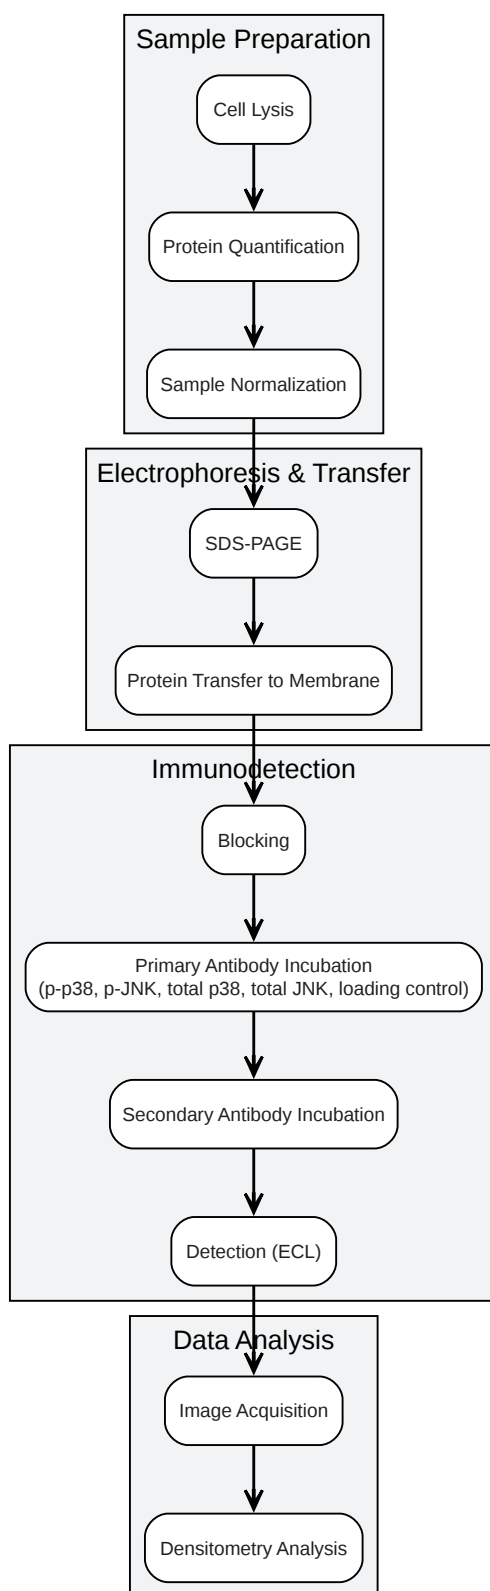 Sample Preparation
Cell Lysis
Protein Quantification
Sample Normalization
Electrophoresis & Transfer
SDS-PAGE
Protein Transfer to Membrane
Immunodetection
Blocking
Primary Antibody Incubation
(p-p38, p-JNK, total p38, total JNK, loading control)
Secondary Antibody Incubation
Detection (ECL)
Data Analysis
Image Acquisition
Densitometry Analysis